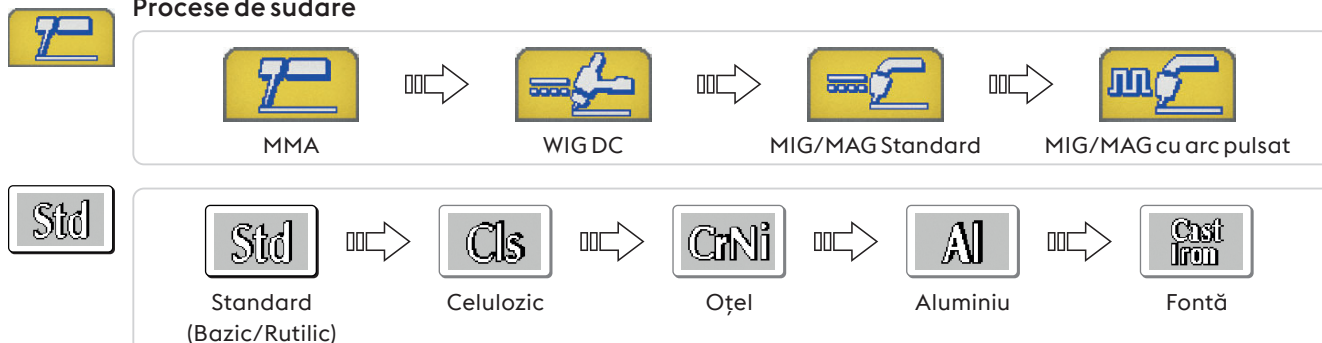 Procese de sudare
MMA
WIG DC
MIG/MAG Standard
MIG/MAG cu arc pulsat
Std
Std
Cls
CrNi
Al
Cast
Iron
Standard
(Bazic/Rutilic)
Celulozic
Oțel
Aluminiu
Fontă